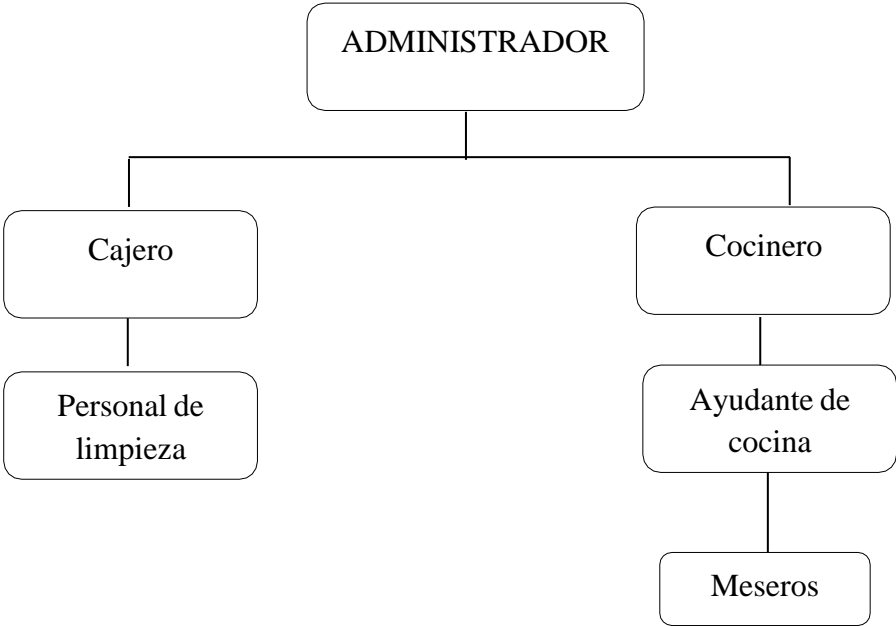 ADMINISTRADOR
Cajero
Cocinero
Personal de
limpieza
Ayudante de
cocina
Meseros